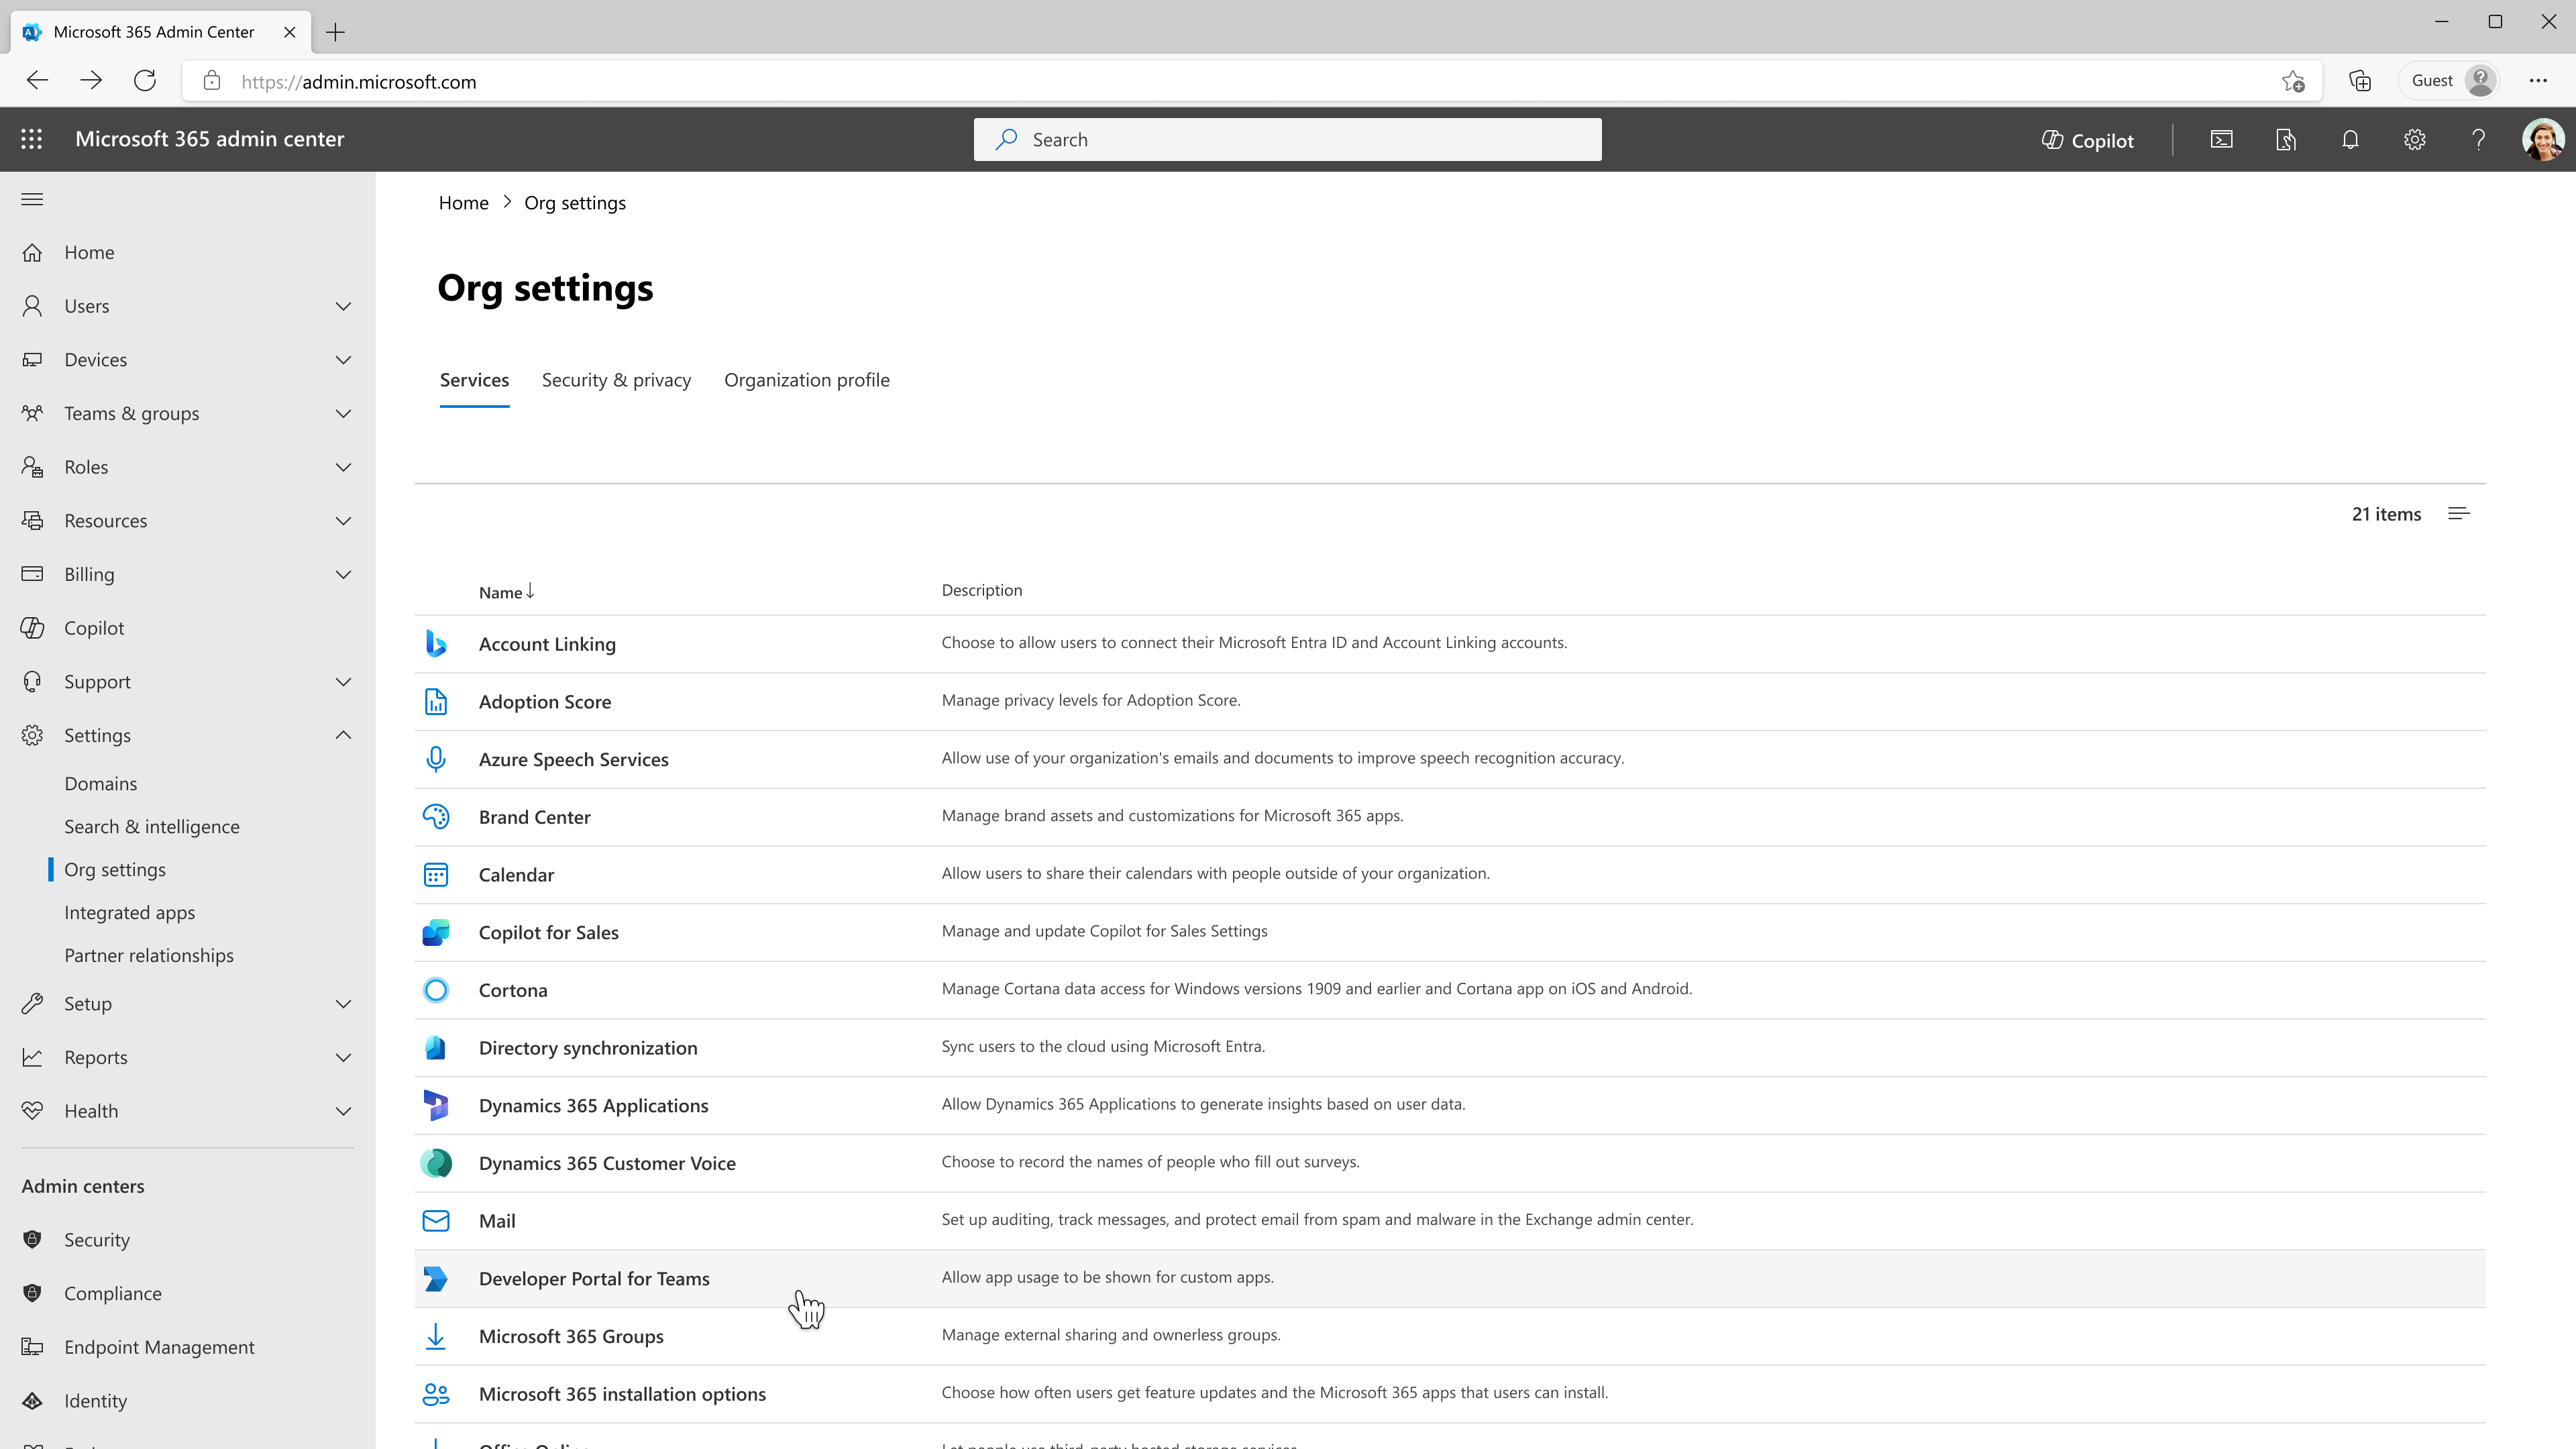 Microsoft 365 Admin Center
https://admin.microsoft.com
Guest
Microsoft 365 admin center
Search
Copilot
Home
Users
Devices
Teams & groups
Roles
Resources
Billing
Copilot
Support
Settings
Domains
Search & intelligence
Org settings
Integrated apps
Partner relationships
Setup
Reports
Health
Admin centers
Security
Compliance
Endpoint Management
Identity
Home > Org settings
Org settings
Services Security & privacy Organization profile
21 items
Name Description
Account Linking Choose to allow users to connect their Microsoft Entra ID and Account Linking accounts.
Adoption Score Manage privacy levels for Adoption Score.
Azure Speech Services Allow use of your organization's emails and documents to improve speech recognition accuracy.
Brand Center Manage brand assets and customizations for Microsoft 365 apps.
Calendar Allow users to share their calendars with people outside of your organization.
Copilot for Sales Manage and update Copilot for Sales Settings
Cortona Manage Cortana data access for Windows versions 1909 and earlier and Cortana app on iOS and Android.
Directory synchronization Sync users to the cloud using Microsoft Entra.
Dynamics 365 Applications Allow Dynamics 365 Applications to generate insights based on user data.
Dynamics 365 Customer Voice Choose to record the names of people who fill out surveys.
Mail Set up auditing, track messages, and protect email from spam and malware in the Exchange admin center.
Developer Portal for Teams Allow app usage to be shown for custom apps.
Microsoft 365 Groups Manage external sharing and ownerless groups.
Microsoft 365 installation options Choose how often users get feature updates and the Microsoft 365 apps that users can install.
Office Online Let people use third-party hosted storage services